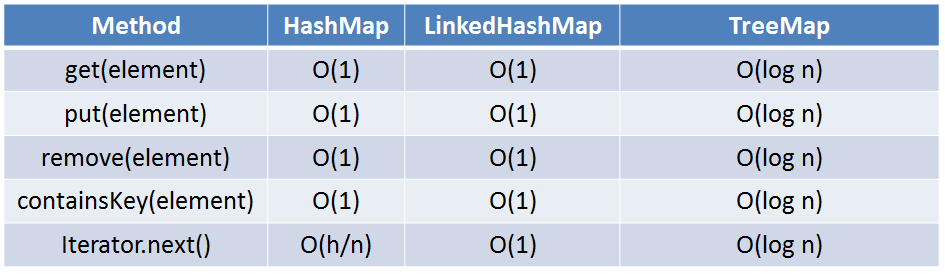 Method HashMap LinkedHashMap TreeMap
get(element) O(1) O(1) O(log n)
put(element) O(1) O(1) O(log n)
remove(element) O(1) O(1) O(log n)
containsKey(element) O(1) O(1) O(log n)
Iterator.next() O(h/n) O(1) O(log n)